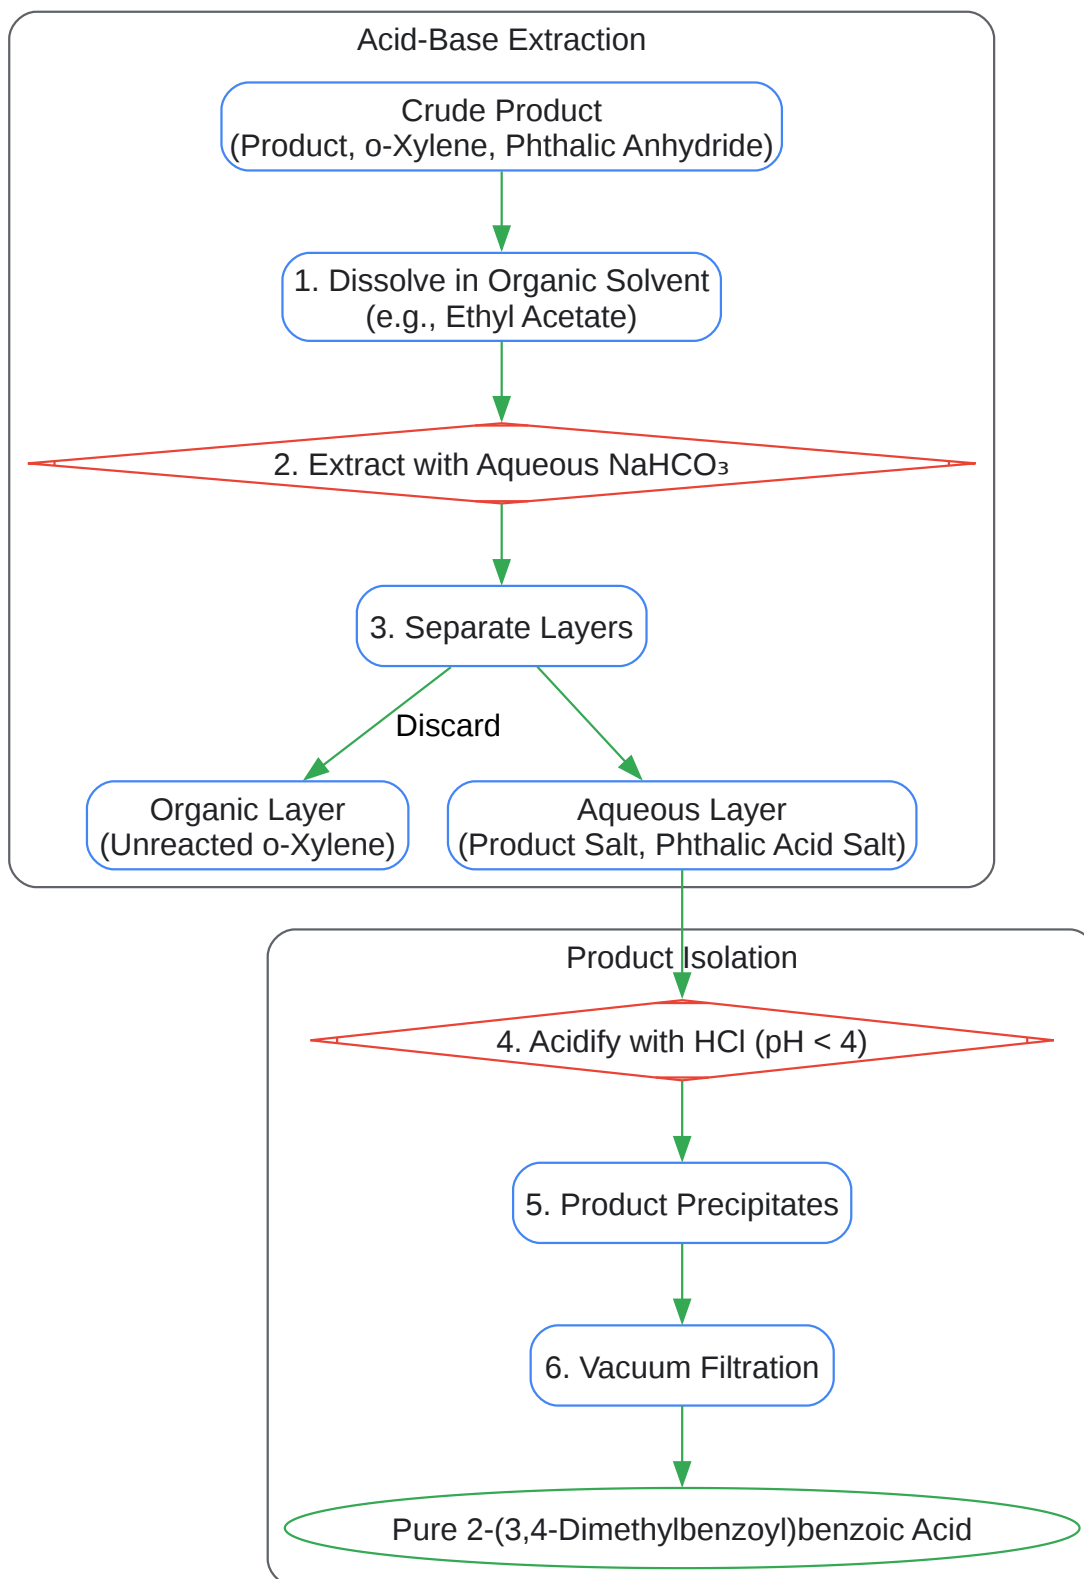 Acid-Base Extraction
Crude Product
(Product, o-Xylene, Phthalic Anhydride)
1. Dissolve in Organic Solvent
(e.g., Ethyl Acetate)
2. Extract with Aqueous NaHCO₃
3. Separate Layers
Discard
Organic Layer
(Unreacted o-Xylene)
Aqueous Layer
(Product Salt, Phthalic Acid Salt)
Product Isolation
4. Acidify with HCl (pH < 4)
5. Product Precipitates
6. Vacuum Filtration
Pure 2-(3,4-Dimethylbenzoyl)benzoic Acid